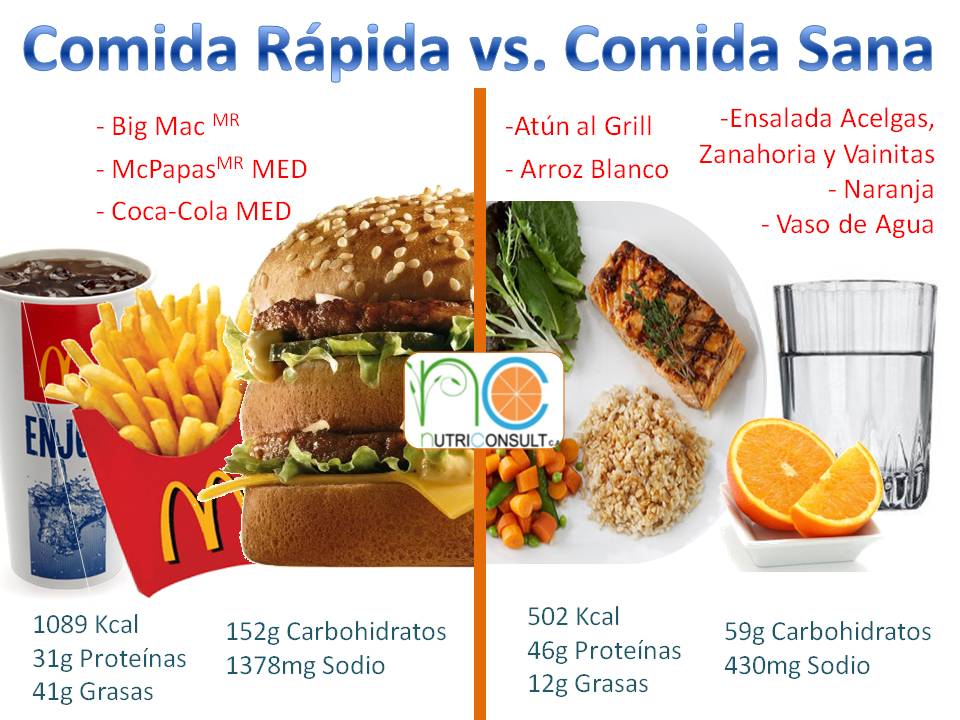 Comida Rápida vs. Comida Sana
- Big Mac MR
- McPapasMR MED
- Coca-Cola MED
-Atún al Grill
- Arroz Blanco
-Ensalada Acelgas,
Zanahoria y Vainitas
- Naranja
- Vaso de Agua
ENJO
nc
nUTRICONSULT C.A.
1089 Kcal
31g Proteínas
41g Grasas
152g Carbohidratos
1378mg Sodio
502 Kcal
46g Proteínas
12g Grasas
59g Carbohidratos
430mg Sodio